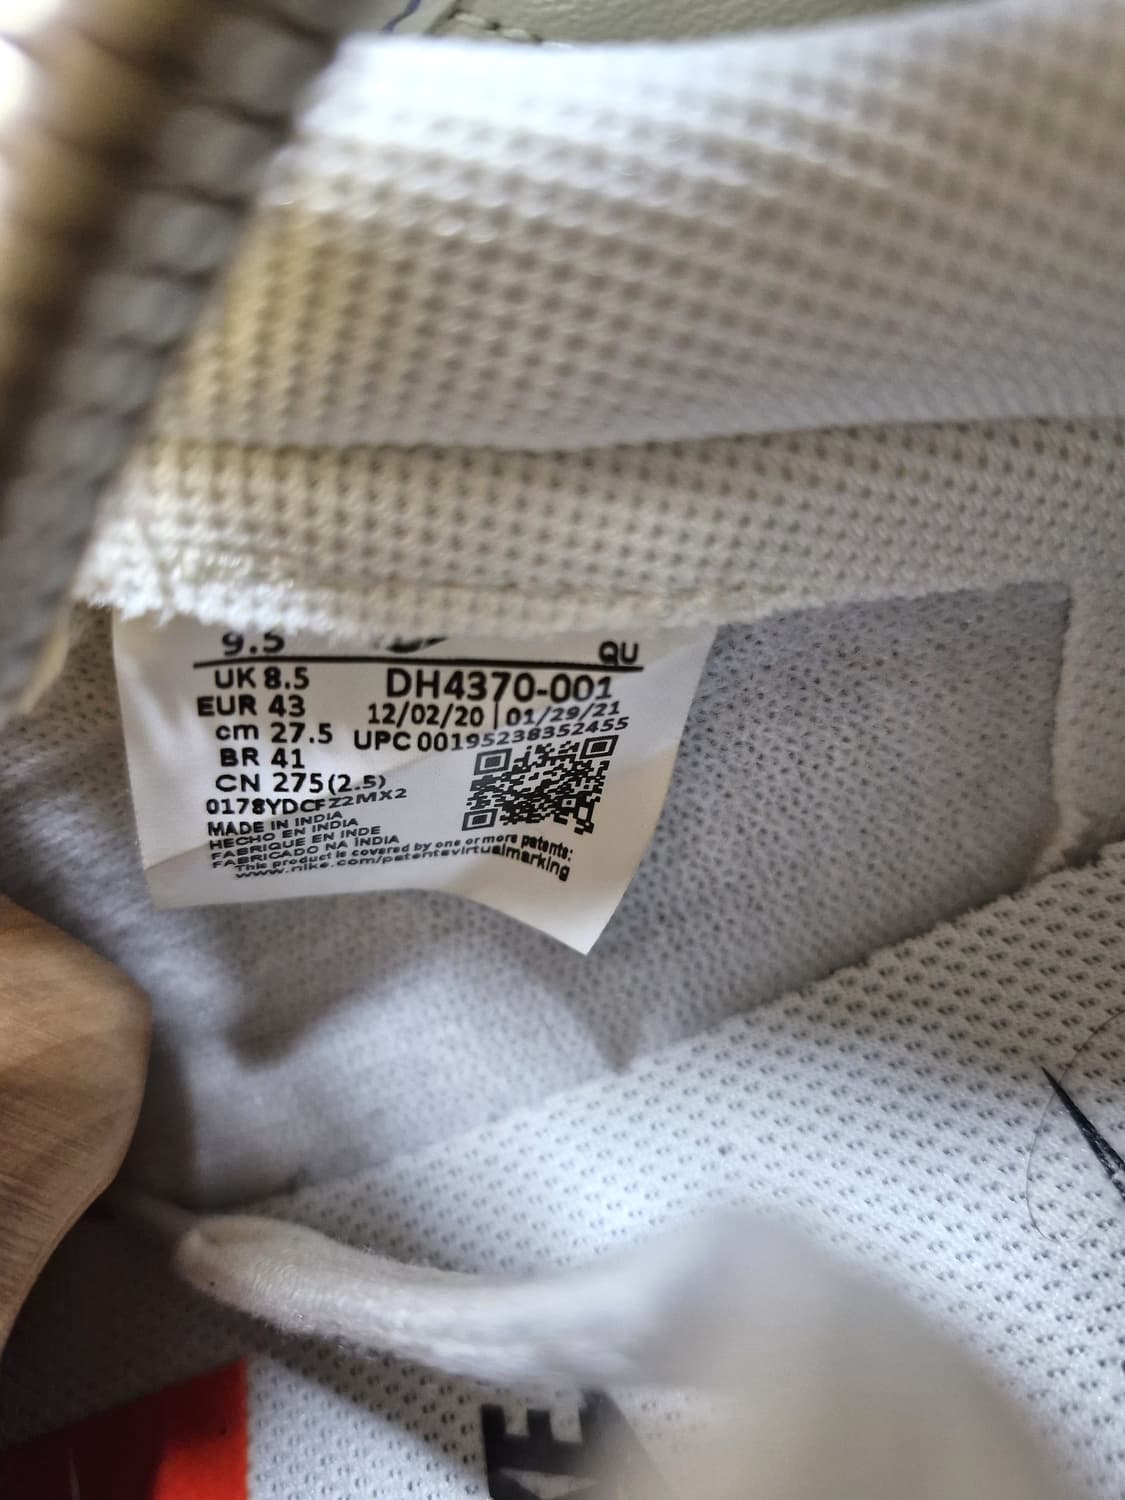 9.5 QU
UK 8.5 DH4370-001
EUR 43 12/02/20 | 01/29/21
cm 27.5 UPC 00195238352455
BR 41
CN 275(2.5)
0178YDCFZ2MX2
MADE IN INDIA
HECHO EN INDIA
FABRIQUE EN INDE
FABRICADO NA ÍNDIA
This product is covered by one or more patents:
www.nike.com/patentsvirtualmarking
KE